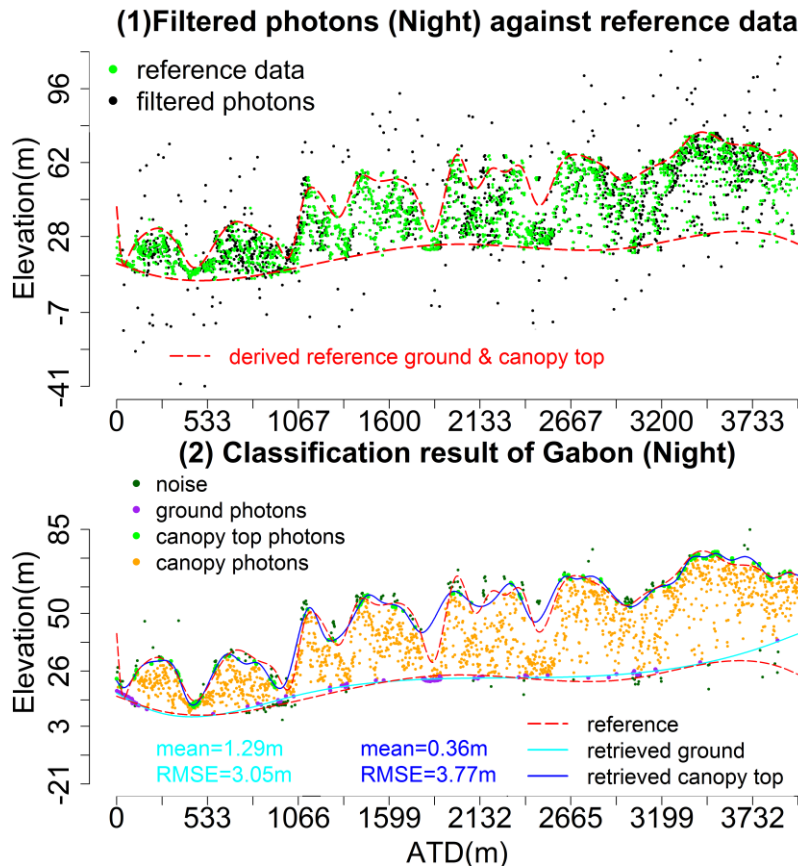 (1)Filtered photons (Night) against reference data
reference data
filtered photons
Elevation(m)
96
62
28
-7
-41
derived reference ground & canopy top
0 533 1067 1600 2133 2667 3200 3733
(2) Classification result of Gabon (Night)
noise
ground photons
canopy top photons
canopy photons
Elevation(m)
85
50
26
3
-21
mean=1.29m mean=0.36m
RMSE=3.05m RMSE=3.77m
reference
retrieved ground
retrieved canopy top
0 533 1066 1599 2132 2665 3199 3732
ATD(m)